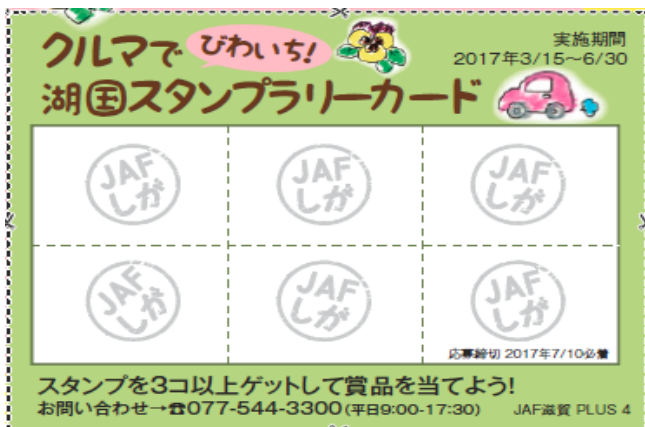 クルマで びわいち!
実施期間
2017年3/15～6/30
湖国スタンプラリーカード
JAF しが
JAF しが
JAF しが
JAF しが
JAF しが
JAF しが
応募締切 2017年7/10必着
スタンプを3コ以上ゲットして賞品を当てよう!
お問い合わせ→☎077-544-3300(平日9:00-17:30) JAF滋賀 PLUS 4